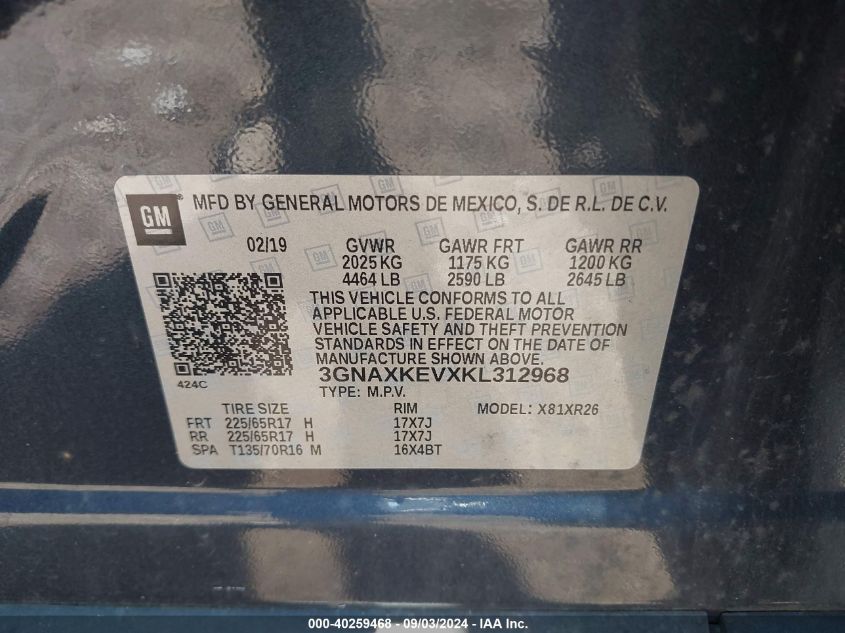 GM
MFD BY GENERAL MOTORS DE MEXICO, S. DE R.L. DE C.V.
02/19 GVWR GAWR FRT GAWR RR
2025 KG 1175 KG 1200 KG
4464 LB 2590 LB 2645 LB
THIS VEHICLE CONFORMS TO ALL
APPLICABLE U.S. FEDERAL MOTOR
VEHICLE SAFETY AND THEFT PREVENTION
STANDARDS IN EFFECT ON THE DATE OF
MANUFACTURE SHOWN ABOVE.
424C
3GNAXKEVXKL312968
TYPE: M.P.V.
TIRE SIZE RIM MODEL: X81XR26
FRT 225/65R17 H 17X7J
RR 225/65R17 H 17X7J
SPA T135/70R16 M 16X4BT
000-40259468 - 09/03/2024 - IAA Inc.